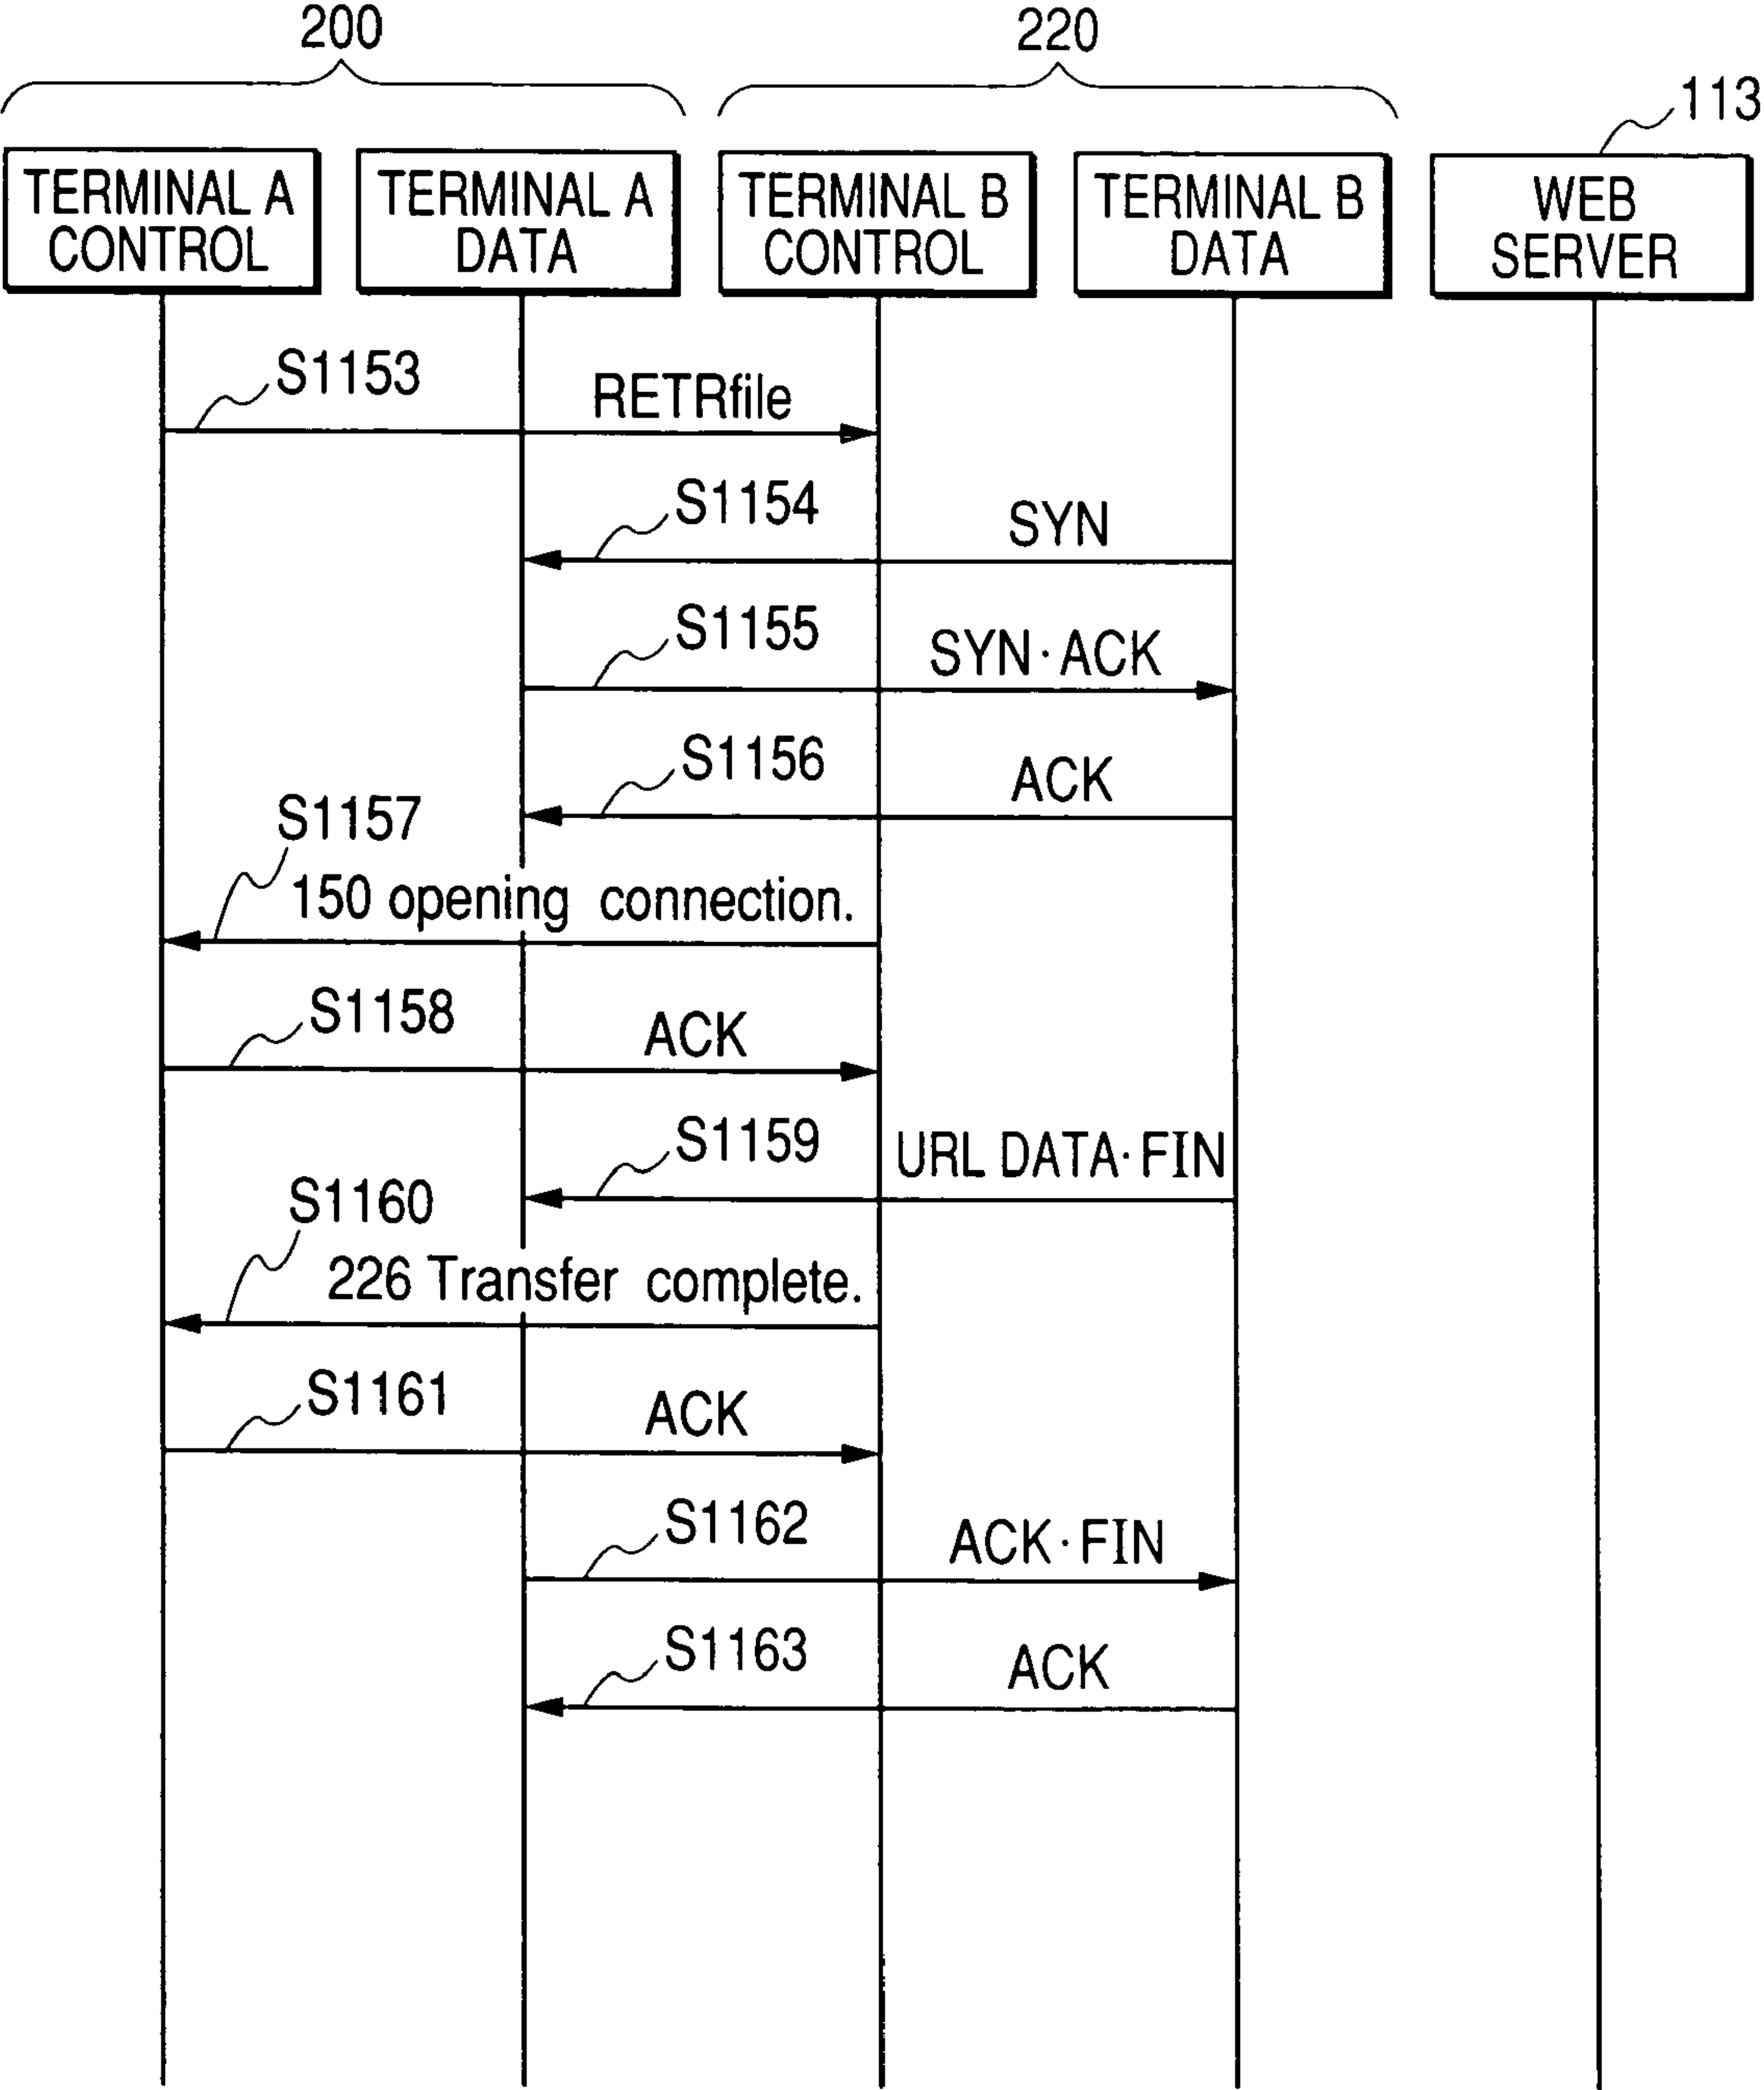 200
220
113
TERMINAL A
CONTROL
TERMINAL A
DATA
TERMINAL B
CONTROL
TERMINAL B
DATA
WEB
SERVER
S1153
RETRfile
S1154
SYN
S1155
SYN·ACK
S1156
ACK
S1157
150 opening connection.
S1158
ACK
S1159
URL DATA·FIN
S1160
226 Transfer complete.
S1161
ACK
S1162
ACK·FIN
S1163
ACK